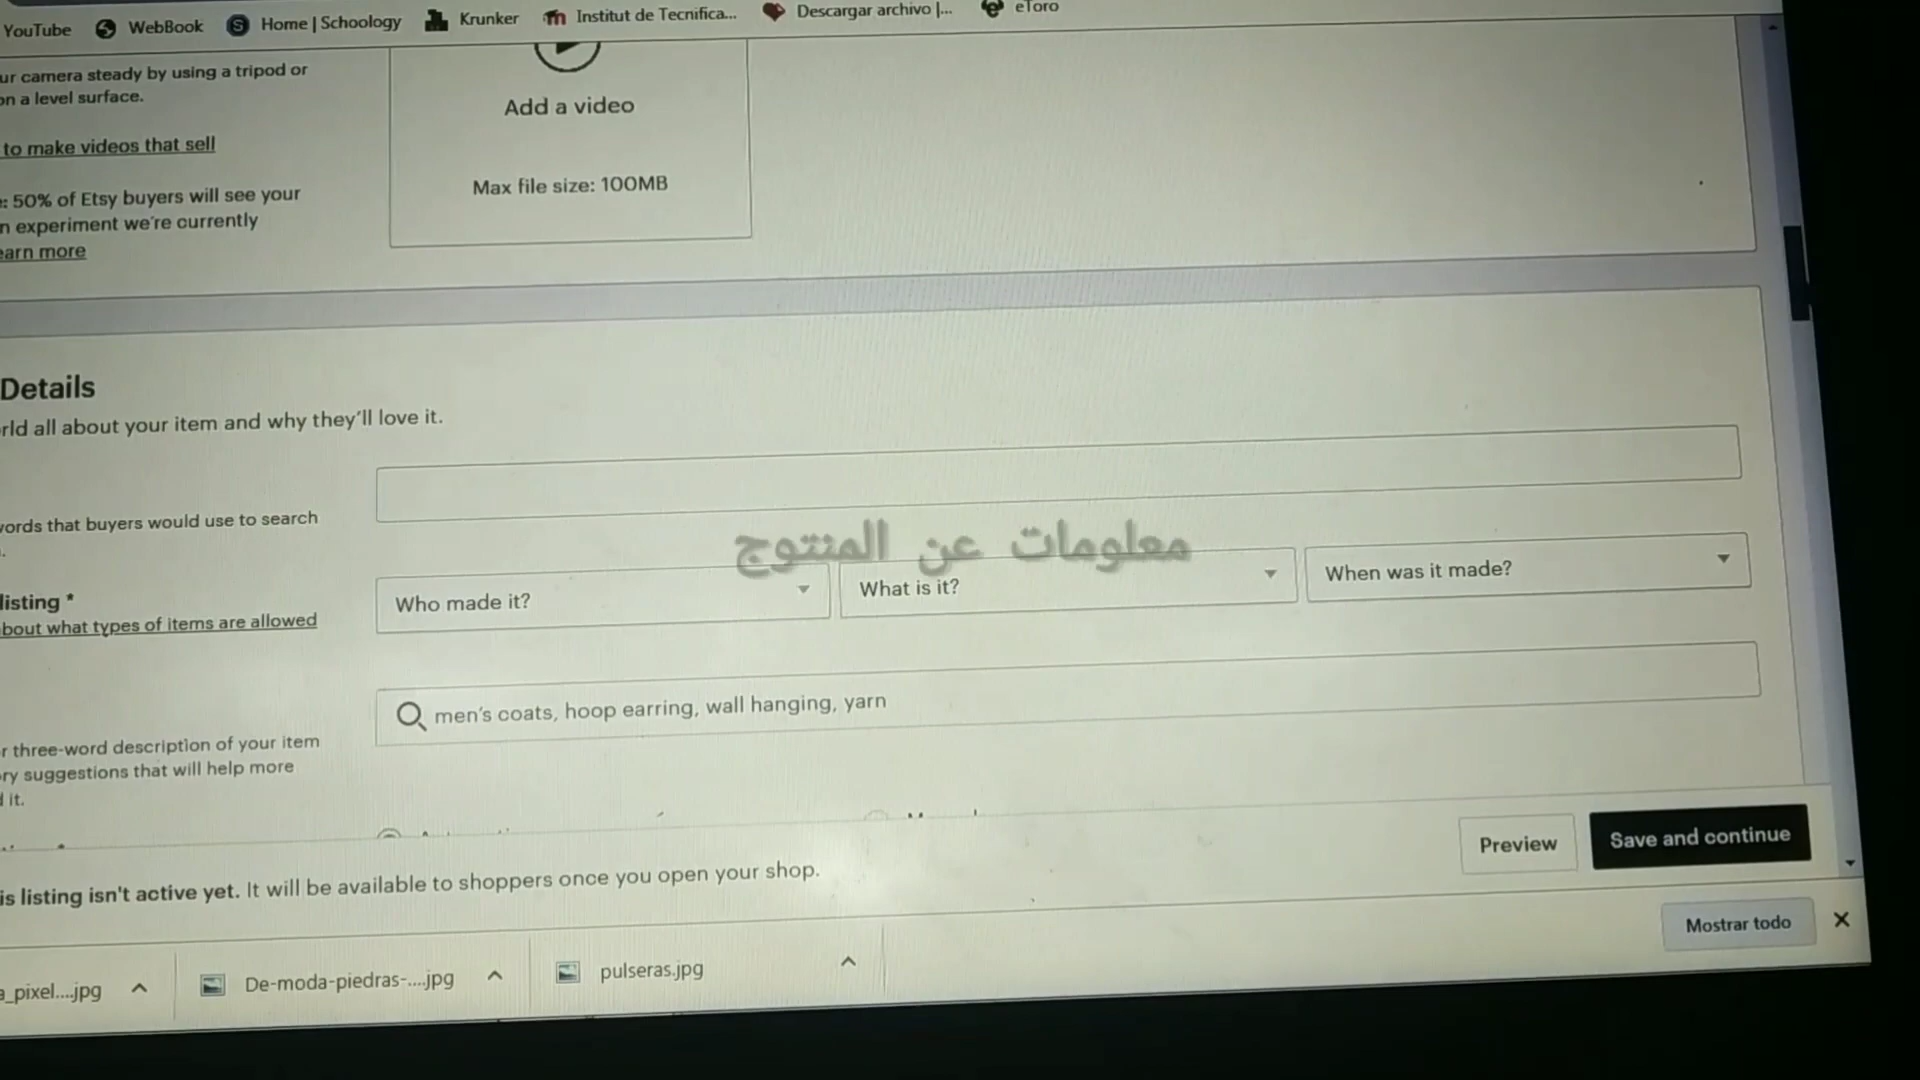 YouTube WebBook Home | Schoology Krunker Institut de Tecnifica... Descargar archivo |... eToro
ur camera steady by using a tripod or
on a level surface.
to make videos that sell
e: 50% of Etsy buyers will see your
n experiment we're currently
earn more
Add a video
Max file size: 100MB
Details
rld all about your item and why they'll love it.
words that buyers would use to search
معلومات عن المنتوج
listing *
bout what types of items are allowed
Who made it? What is it? When was it made?
men's coats, hoop earring, wall hanging, yarn
r three-word description of your item
ry suggestions that will help more
d it.
is listing isn't active yet. It will be available to shoppers once you open your shop.
Preview Save and continue
Mostrar todo
a_pixel....jpg De-moda-piedras-....jpg pulseras.jpg